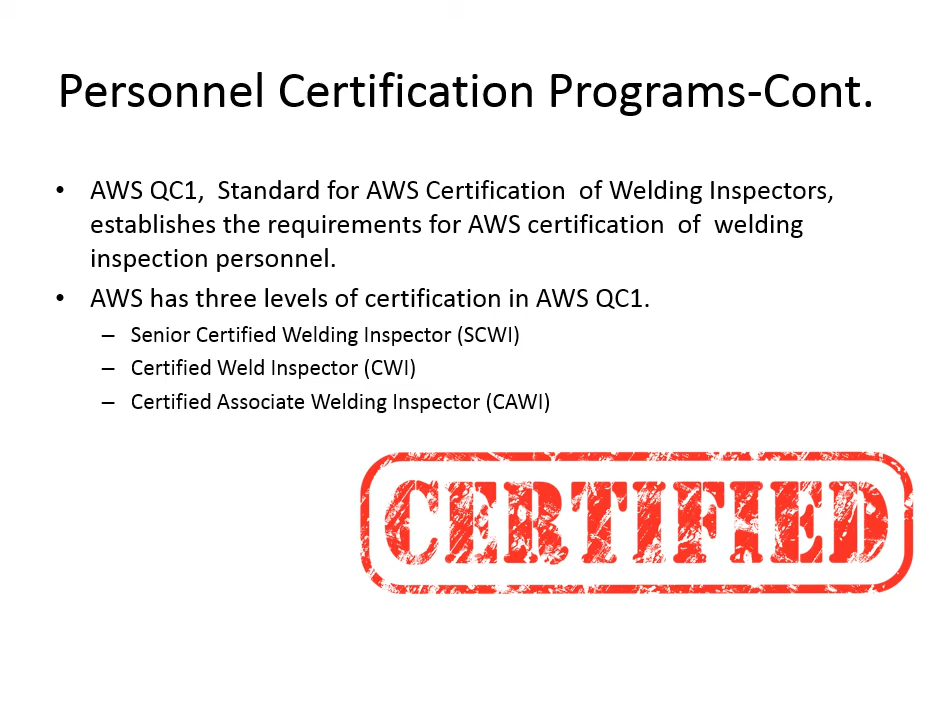 Personnel Certification Programs-Cont.
• AWS QC1,  Standard for AWS Certification  of Welding Inspectors,
establishes the requirements for AWS certification  of  welding
inspection personnel.
• AWS has three levels of certification in AWS QC1.
– Senior Certified Welding Inspector (SCWI)
– Certified Weld Inspector (CWI)
– Certified Associate Welding Inspector (CAWI)
CERTIFIED